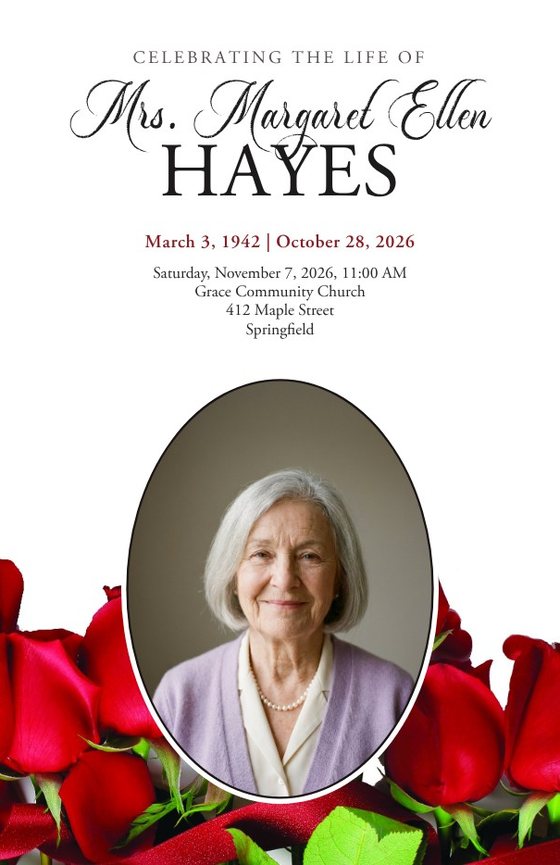 CELEBRATING THE LIFE OF
Mrs. Margaret Ellen
HAYES
March 3, 1942 | October 28, 2026
Saturday, November 7, 2026, 11:00 AM
Grace Community Church
412 Maple Street
Springfield